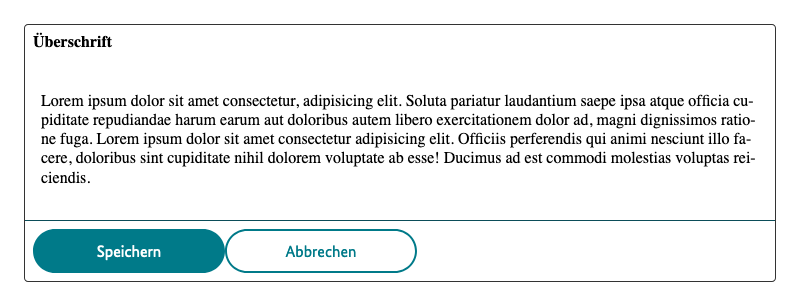 Überschrift
Lorem ipsum dolor sit amet consectetur, adipisicing elit. Soluta pariatur laudantium saepe ipsa atque officia cu-
piditate repudiandae harum earum aut doloribus autem libero exercitationem dolor ad, magni dignissimos ratio-
ne fuga. Lorem ipsum dolor sit amet consectetur adipisicing elit. Officiis perferendis qui animi nesciunt illo fa-
cere, doloribus sint cupiditate nihil dolorem voluptate ab esse! Ducimus ad est commodi molestias voluptas rei-
ciendis.
Speichern Abbrechen